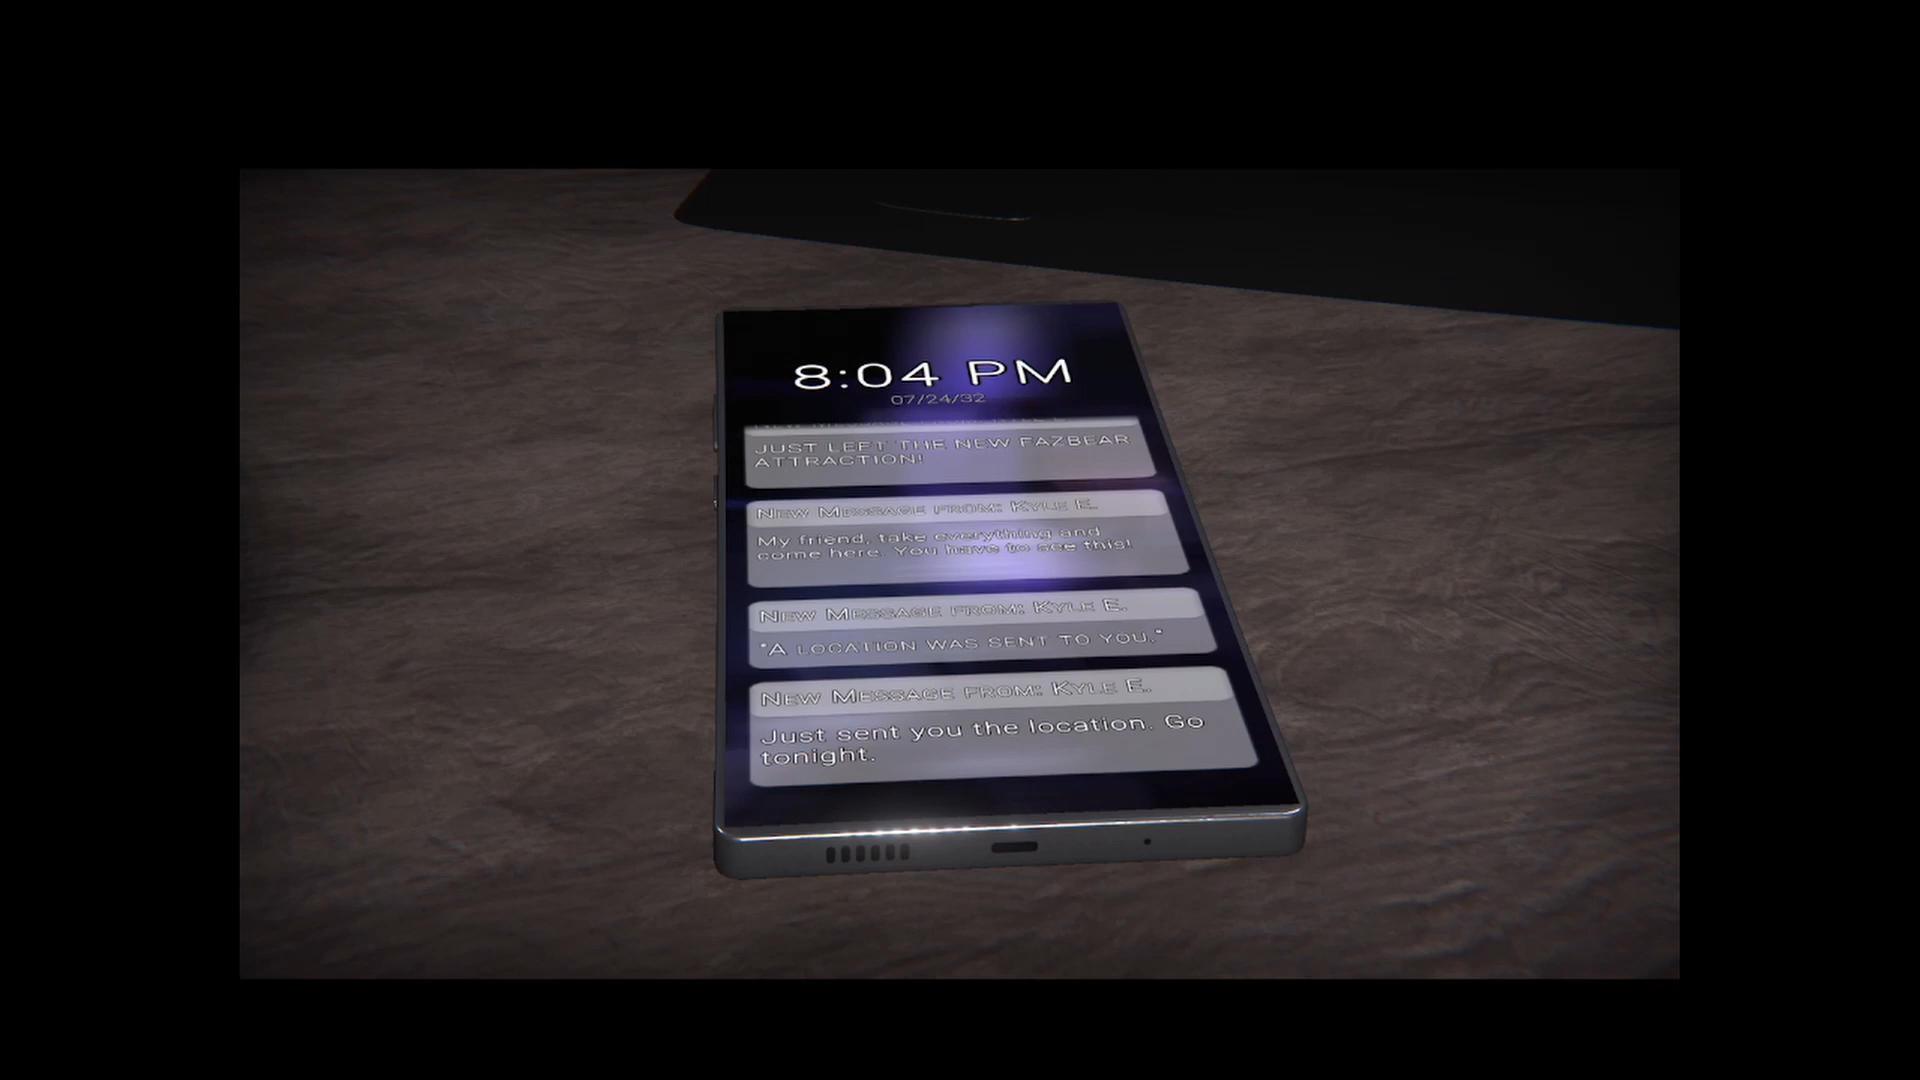 8:04 PM
07/24/32
JUST LEFT THE NEW FAZBEAR
ATTRACTION!
NEW MESSAGE FROM: KYLE E.
My friend, take everything and
come here. You have to see this!
NEW MESSAGE FROM: KYLE E.
"A LOCATION WAS SENT TO YOU."
NEW MESSAGE FROM: KYLE E.
Just sent you the location. Go
tonight.